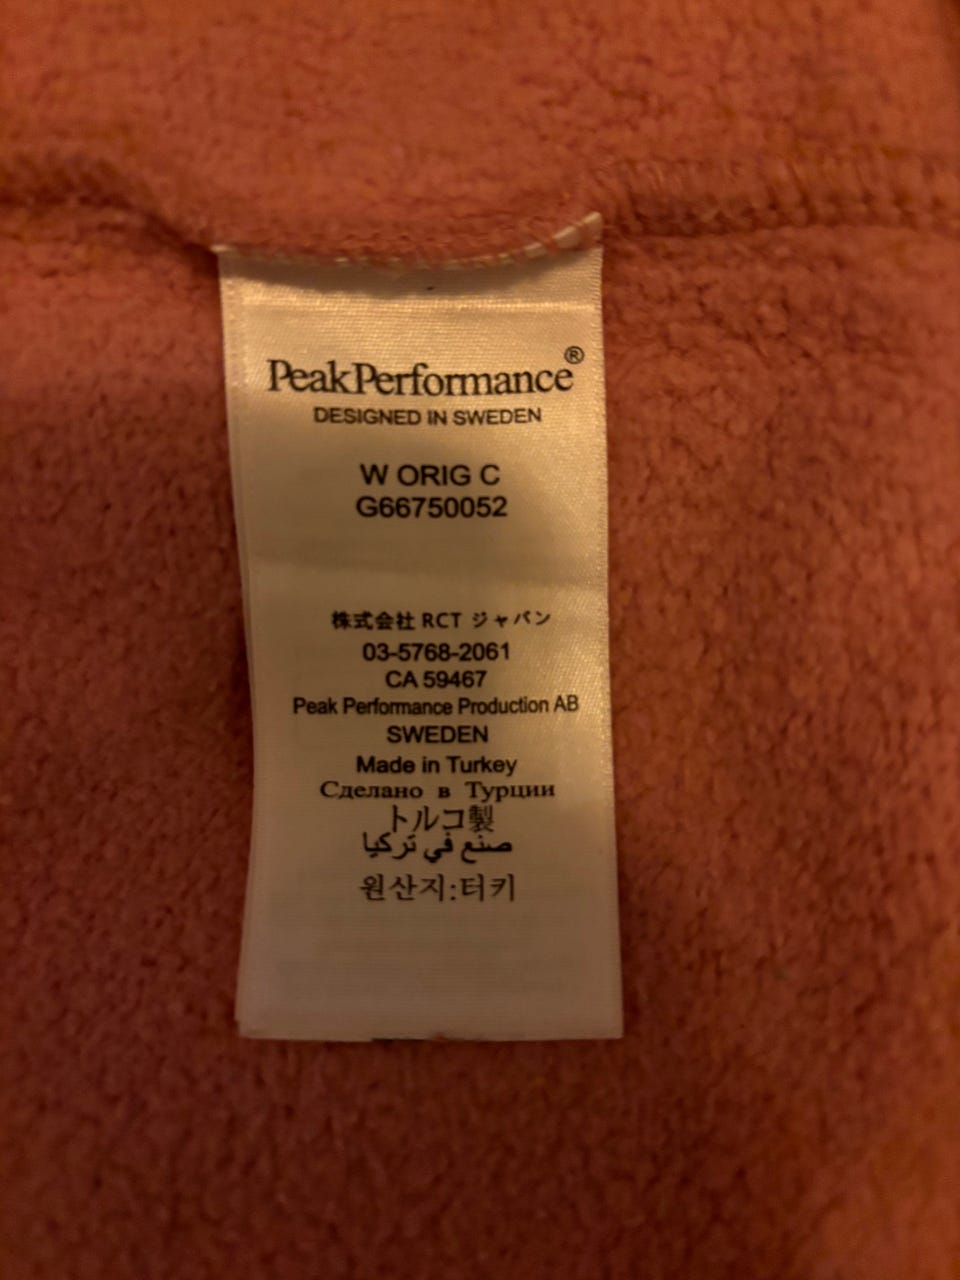 PeakPerformance®
DESIGNED IN SWEDEN
W ORIG C
G66750052
株式会社 RCT ジャパン
03-5768-2061
CA 59467
Peak Performance Production AB
SWEDEN
Made in Turkey
Сделано в Турции
トルコ製
صنع في تركيا
원산지:터키